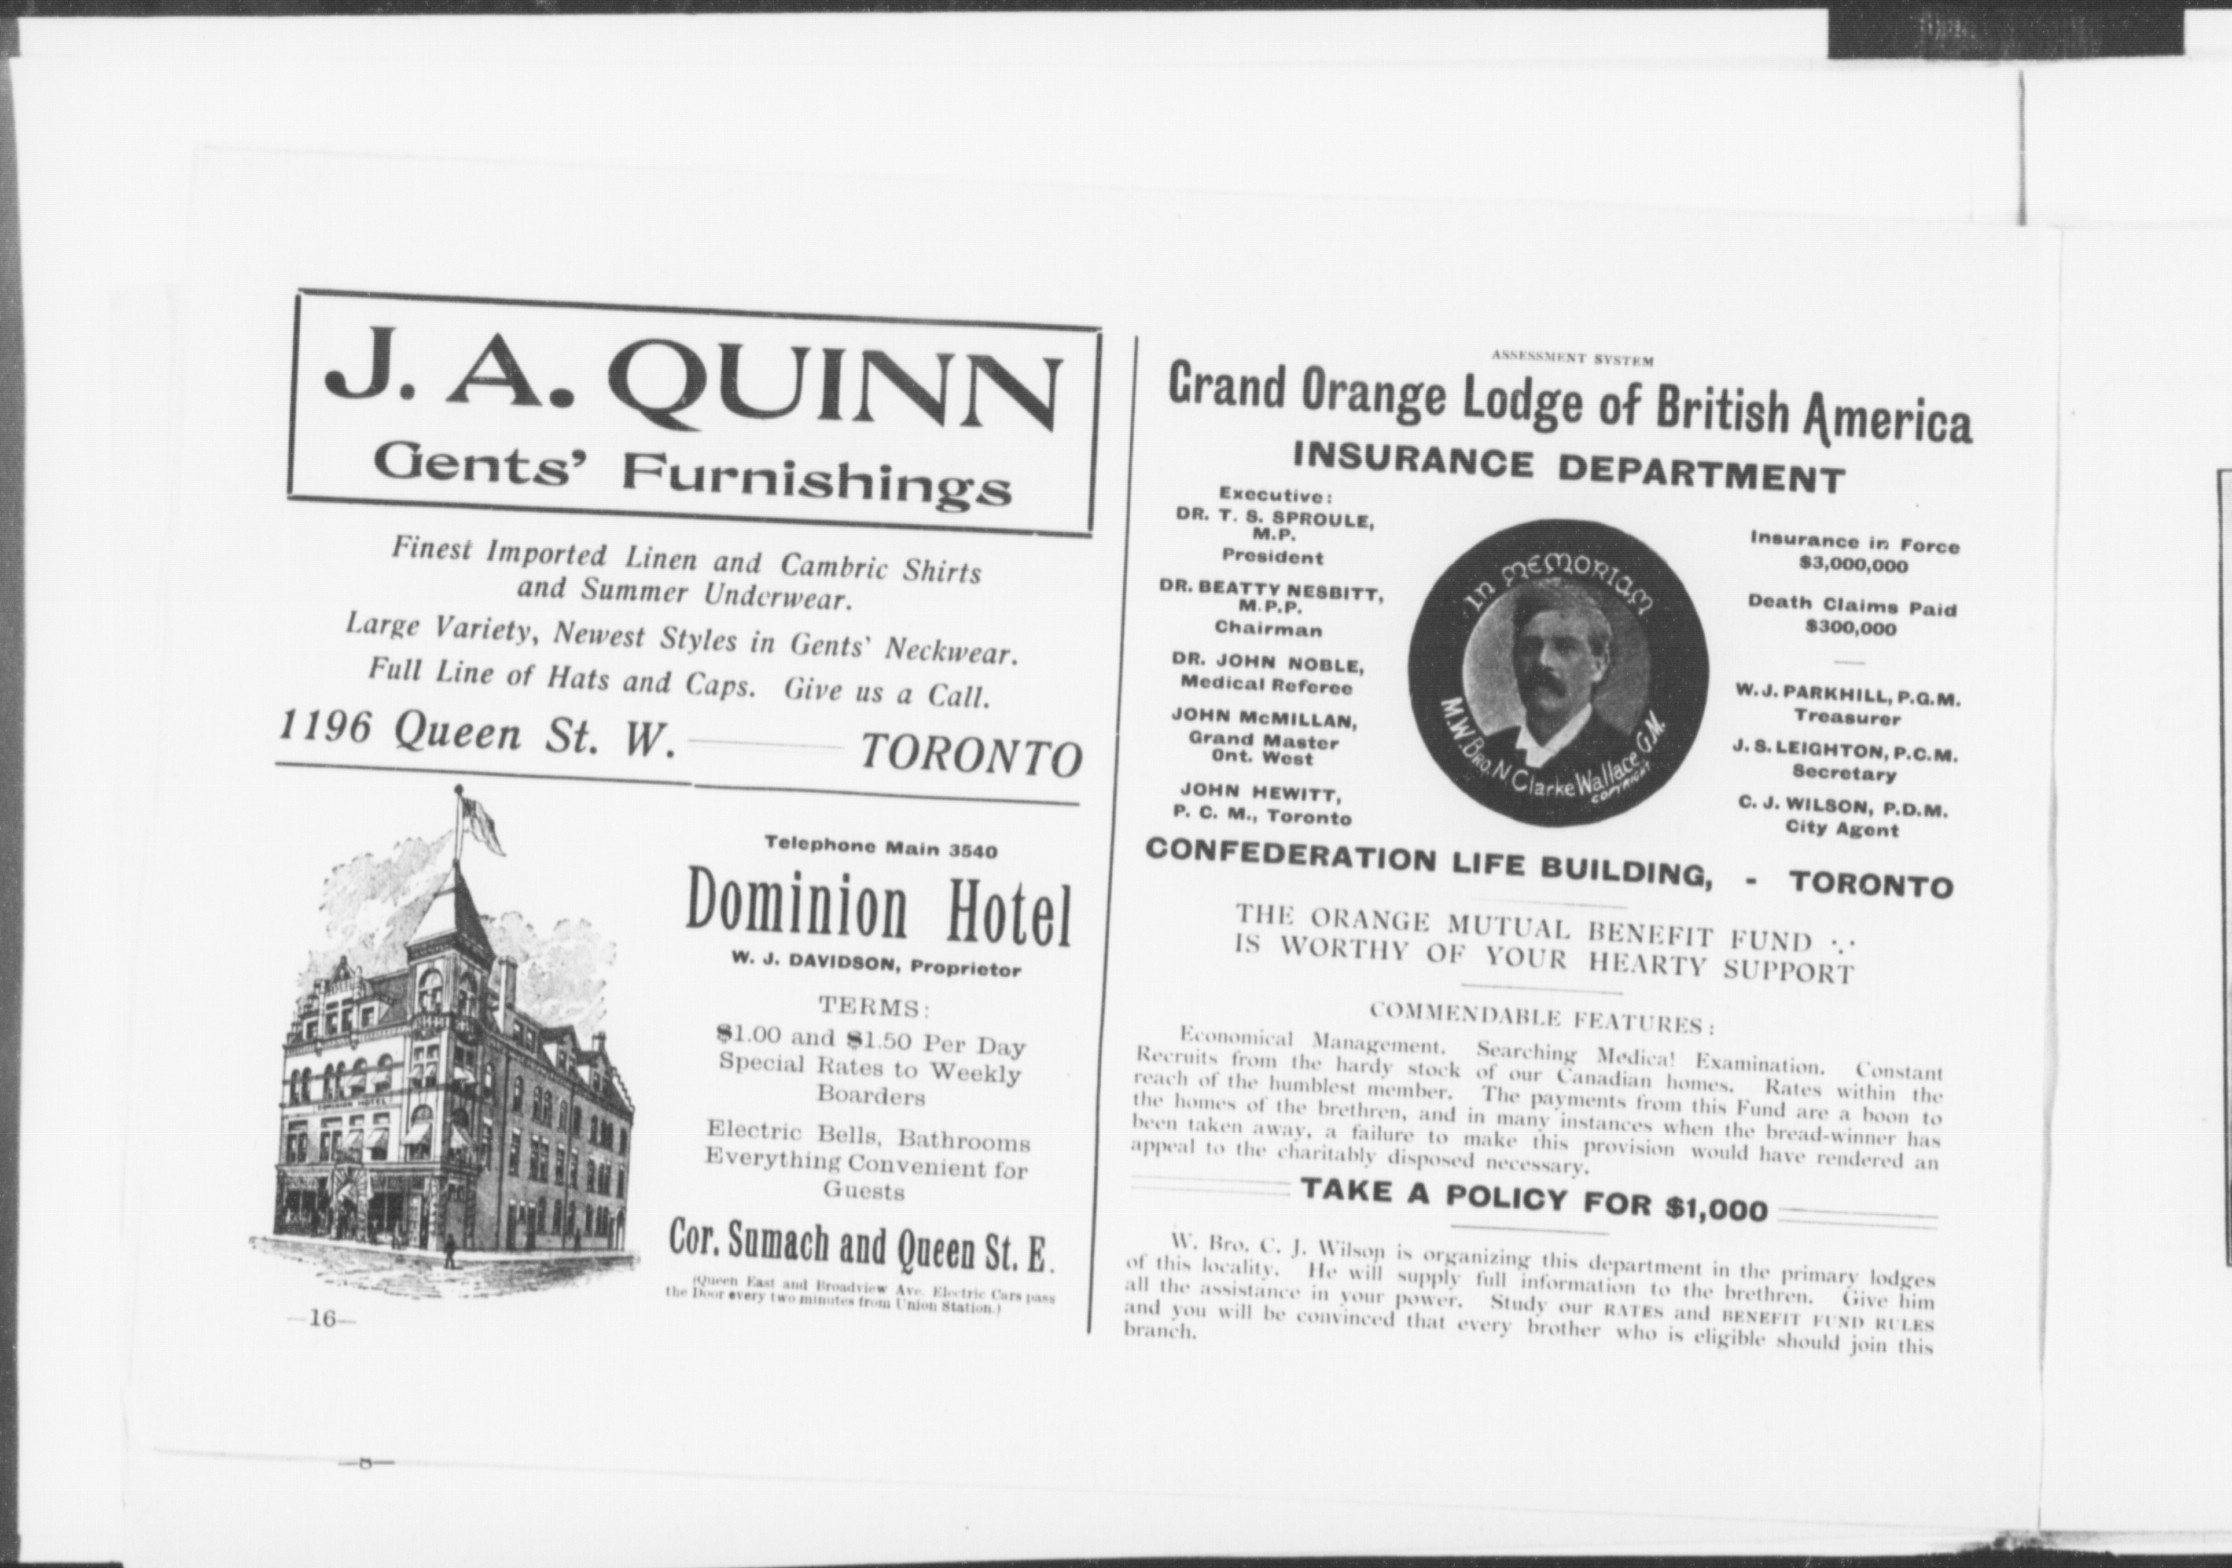 J. A. QUINN
Gents' Furnishings
Finest Imported Linen and Cambric Shirts
and Summer Underwear.
Large Variety, Newest Styles in Gents' Neckwear.
Full Line of Hats and Caps. Give us a Call.
1196 Queen St. W. TORONTO
DOMINION HOTEL
Telephone Main 3540
Dominion Hotel
W. J. DAVIDSON, Proprietor
TERMS:
$1.00 and $1.50 Per Day
Special Rates to Weekly
Boarders
Electric Bells, Bathrooms
Everything Convenient for
Guests
Cor. Sumach and Queen St. E.
(Queen East and Broadview Ave. Electric Cars pass
the Door every two minutes from Union Station.)
—16—
—8—
ASSESSMENT SYSTEM
Grand Orange Lodge of British America
INSURANCE DEPARTMENT
Executive:
DR. T. S. SPROULE,
M.P.
President
DR. BEATTY NESBITT,
M.P.P.
Chairman
DR. JOHN NOBLE,
Medical Referee
JOHN McMILLAN,
Grand Master
Ont. West
JOHN HEWITT,
P. C. M., Toronto
In Memoriam
M.W. Bro. N Clarke Wallace G.M.
COPYRIGHT
Insurance in Force
$3,000,000
Death Claims Paid
$300,000
W. J. PARKHILL, P.G.M.
Treasurer
J. S. LEIGHTON, P.C.M.
Secretary
C. J. WILSON, P.D.M.
City Agent
CONFEDERATION LIFE BUILDING, - TORONTO
THE ORANGE MUTUAL BENEFIT FUND
IS WORTHY OF YOUR HEARTY SUPPORT
COMMENDABLE FEATURES:
Economical Management. Searching Medical Examination. Constant
Recruits from the hardy stock of our Canadian homes. Rates within the
reach of the humblest member. The payments from this Fund are a boon to
the homes of the brethren, and in many instances when the bread-winner has
been taken away, a failure to make this provision would have rendered an
appeal to the charitably disposed necessary.
TAKE A POLICY FOR $1,000
W. Bro. C. J. Wilson is organizing this department in the primary lodges
of this locality. He will supply full information to the brethren. Give him
all the assistance in your power. Study our RATES and BENEFIT FUND RULES
and you will be convinced that every brother who is eligible should join this
branch.